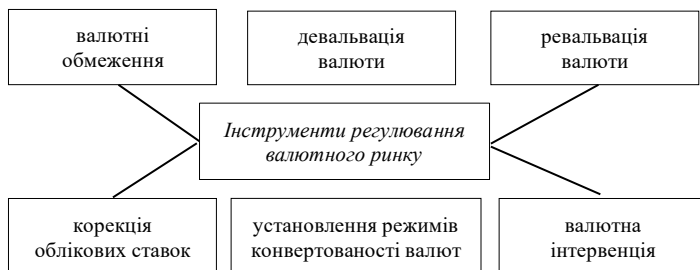 валютні
обмеження
девальвація
валюти
ревальвація
валюти
Інструменти регулювання
валютного ринку
корекція
облікових ставок
установлення режимів
конвертованості валют
валютна
інтервенція